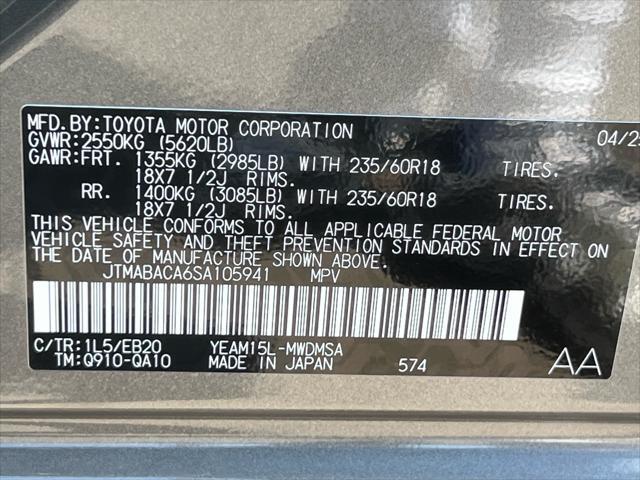 MFD.BY:TOYOTA MOTOR CORPORATION 04/25
GVWR:2550KG (5620LB)
GAWR:FRT. 1355KG (2985LB) WITH 235/60R18 TIRES.
18X7 1/2J RIMS.
RR. 1400KG (3085LB) WITH 235/60R18 TIRES.
18X7 1/2J RIMS.
THIS VEHICLE CONFORMS TO ALL APPLICABLE FEDERAL MOTOR
VEHICLE SAFETY AND THEFT PREVENTION STANDARDS IN EFFECT ON
THE DATE OF MANUFACTURE SHOWN ABOVE.
JTMABACA6SA105941 MPV
C/TR:1L5/EB20 YEAM15L-MWDMSA
TM:Q910-QA10 MADE IN JAPAN 574 AA